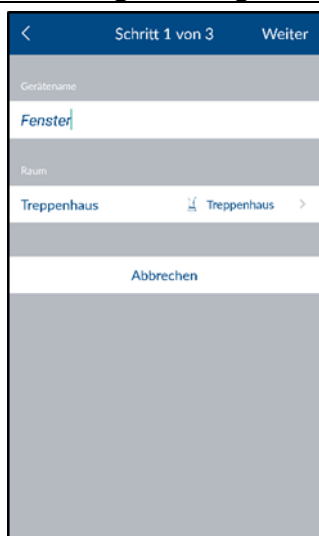 Schritt 1 von 3 Weiter
Gerätename
Fenster
Raum
Treppenhaus Treppenhaus
Abbrechen